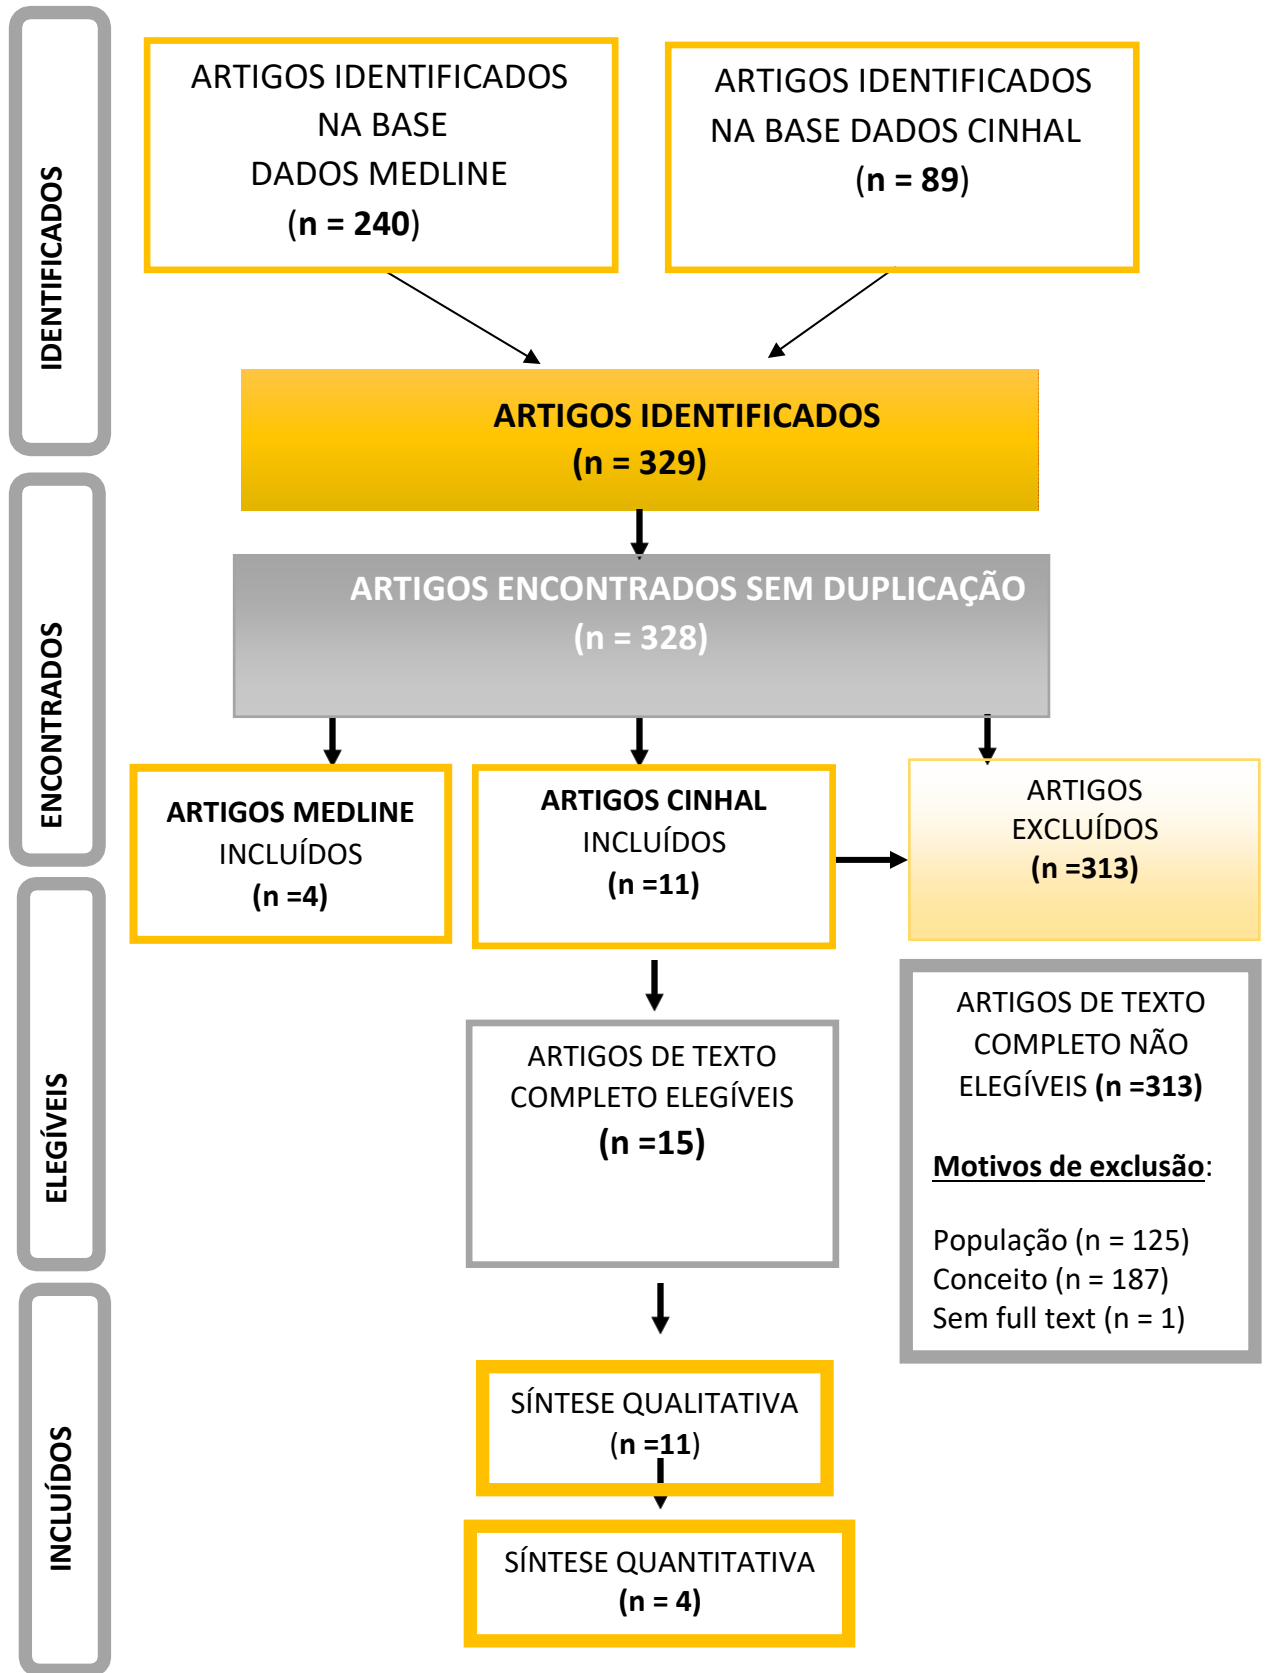 IDENTIFICADOS
ARTIGOS IDENTIFICADOS
NA BASE
DADOS MEDLINE
(n = 240)
ARTIGOS IDENTIFICADOS
NA BASE DADOS CINHAL
(n = 89)
ARTIGOS IDENTIFICADOS
(n = 329)
ENCONTRADOS
ARTIGOS ENCONTRADOS SEM DUPLICAÇÃO
(n = 328)
ARTIGOS MEDLINE
INCLUÍDOS
(n =4)
ARTIGOS CINHAL
INCLUÍDOS
(n =11)
ARTIGOS
EXCLUÍDOS
(n =313)
ELEGÍVEIS
ARTIGOS DE TEXTO
COMPLETO ELEGÍVEIS
(n =15)
ARTIGOS DE TEXTO
COMPLETO NÃO
ELEGÍVEIS (n =313)
Motivos de exclusão:
População (n = 125)
Conceito (n = 187)
Sem full text (n = 1)
INCLUÍDOS
SÍNTESE QUALITATIVA
(n =11)
SÍNTESE QUANTITATIVA
(n = 4)